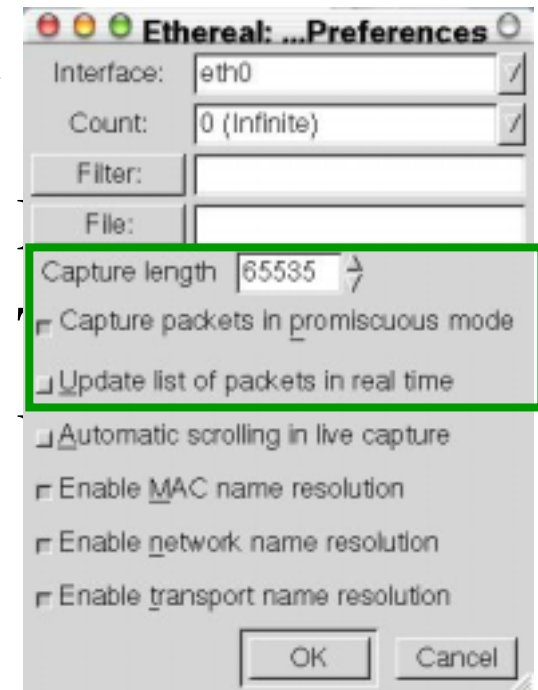 Ethereal: ...Preferences
Interface: eth0
Count: 0 (Infinite)
Filter:
File:
Capture length 65535
Capture packets in promiscuous mode
Update list of packets in real time
Automatic scrolling in live capture
Enable MAC name resolution
Enable network name resolution
Enable transport name resolution
OK Cancel